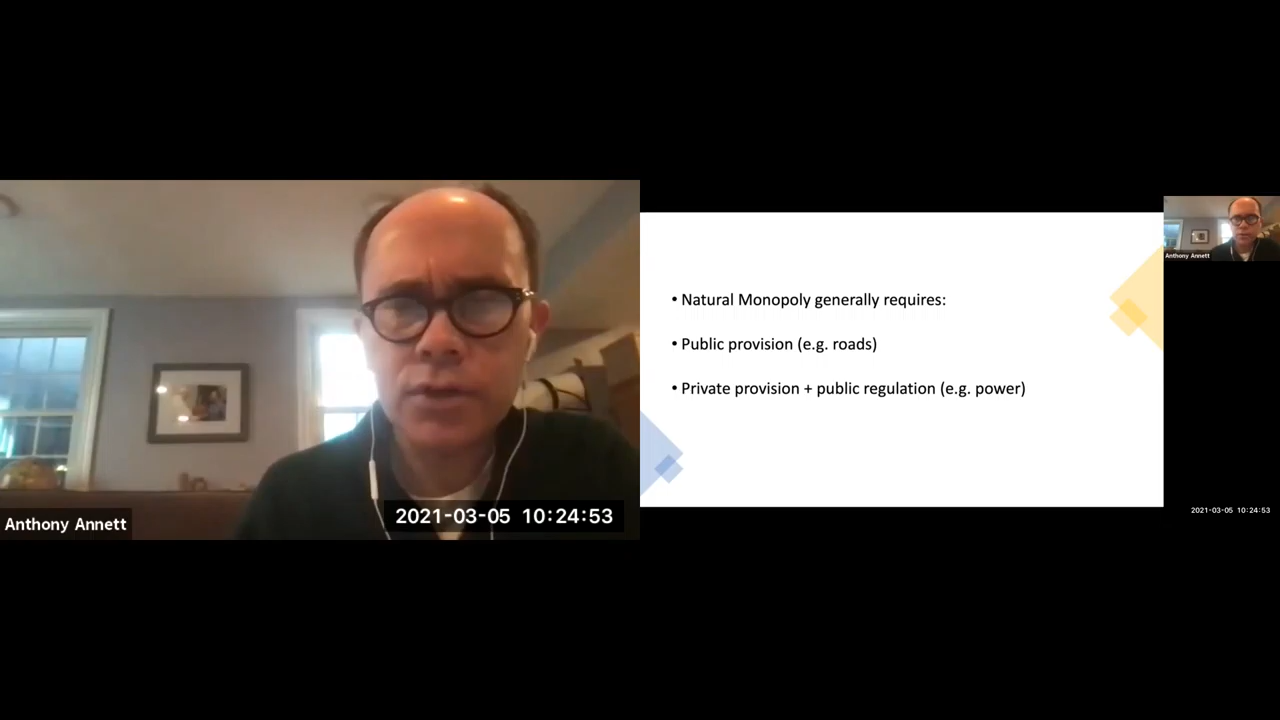 Anthony Annett
2021-03-05 10:24:53
• Natural Monopoly generally requires:
• Public provision (e.g. roads)
• Private provision + public regulation (e.g. power)
Anthony Annett
2021-03-05 10:24:53